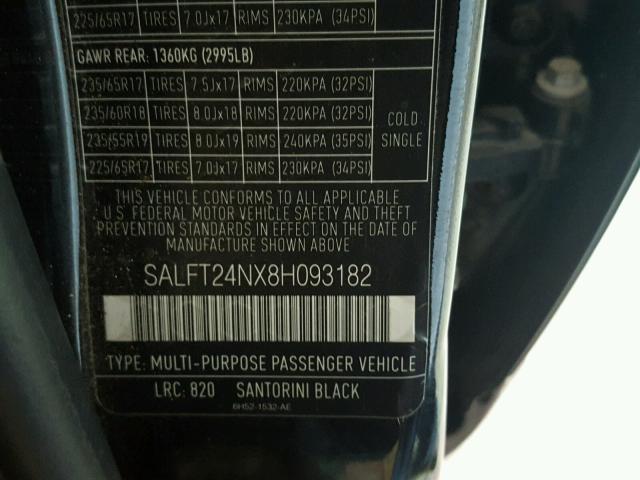 225/65R17 TIRES 7.0Jx17 RIMS 230KPA (34PSI)
GAWR REAR: 1360KG (2995LB)
235/65R17 TIRES 7.5Jx17 RIMS 220KPA (32PSI)
235/60R18 TIRES 8.0Jx18 RIMS 220KPA (32PSI)
235/55R19 TIRES 8.0Jx19 RIMS 240KPA (35PSI)
225/65R17 TIRES 7.0Jx17 RIMS 230KPA (34PSI)
COLD
SINGLE
THIS VEHICLE CONFORMS TO ALL APPLICABLE
U.S. FEDERAL MOTOR VEHICLE SAFETY AND THEFT
PREVENTION STANDARDS IN EFFECT ON THE DATE OF
MANUFACTURE SHOWN ABOVE
SALFT24NX8H093182
TYPE: MULTI-PURPOSE PASSENGER VEHICLE
LRC: 820 SANTORINI BLACK
6H52-1532-AE